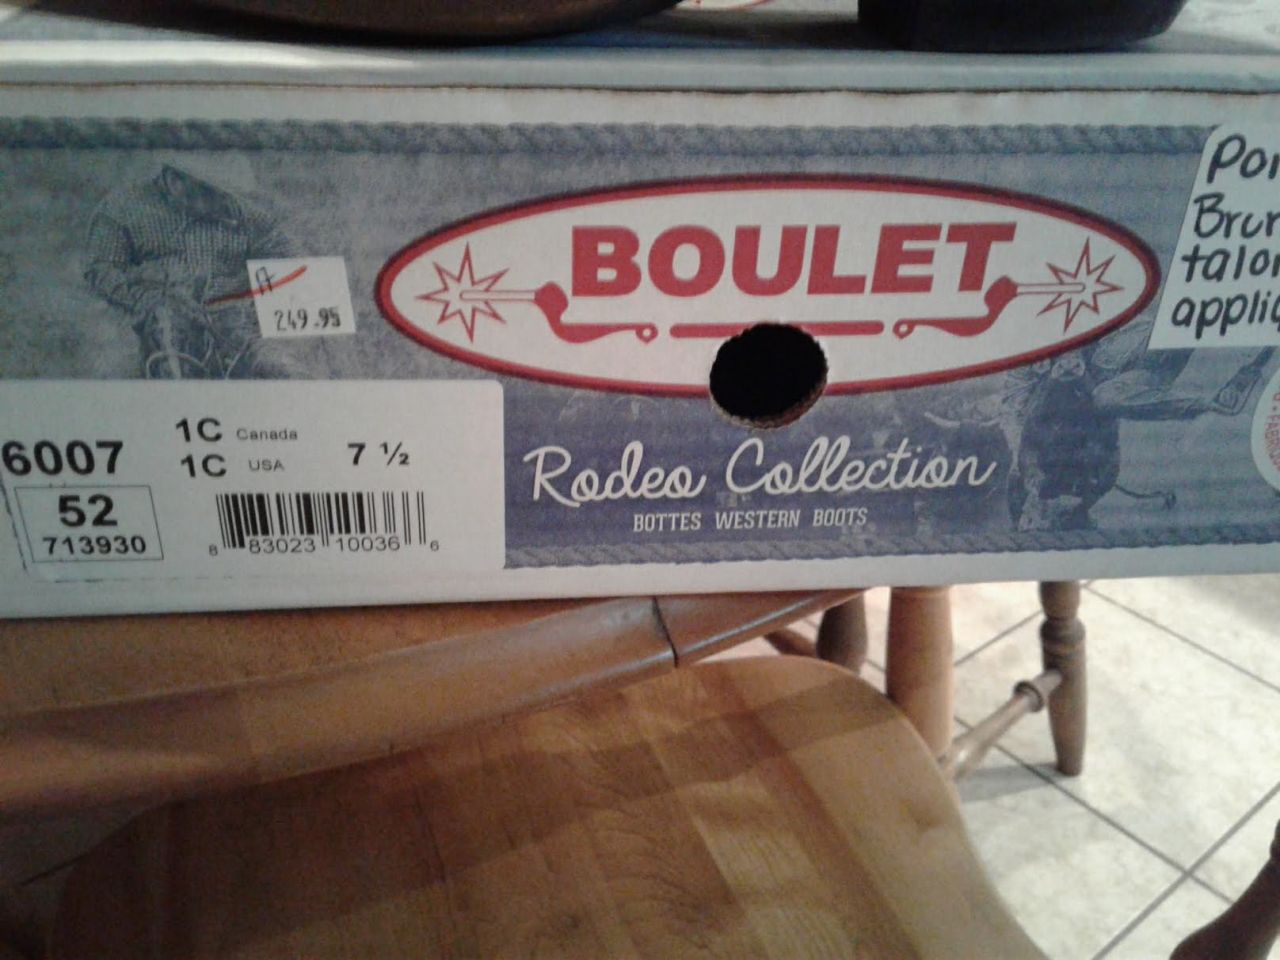 BOULET
A
249.95
Rodeo Collection
BOTTES WESTERN BOOTS
6007
1C Canada
1C USA
7 ½
52
713930
8 83023 10036 6